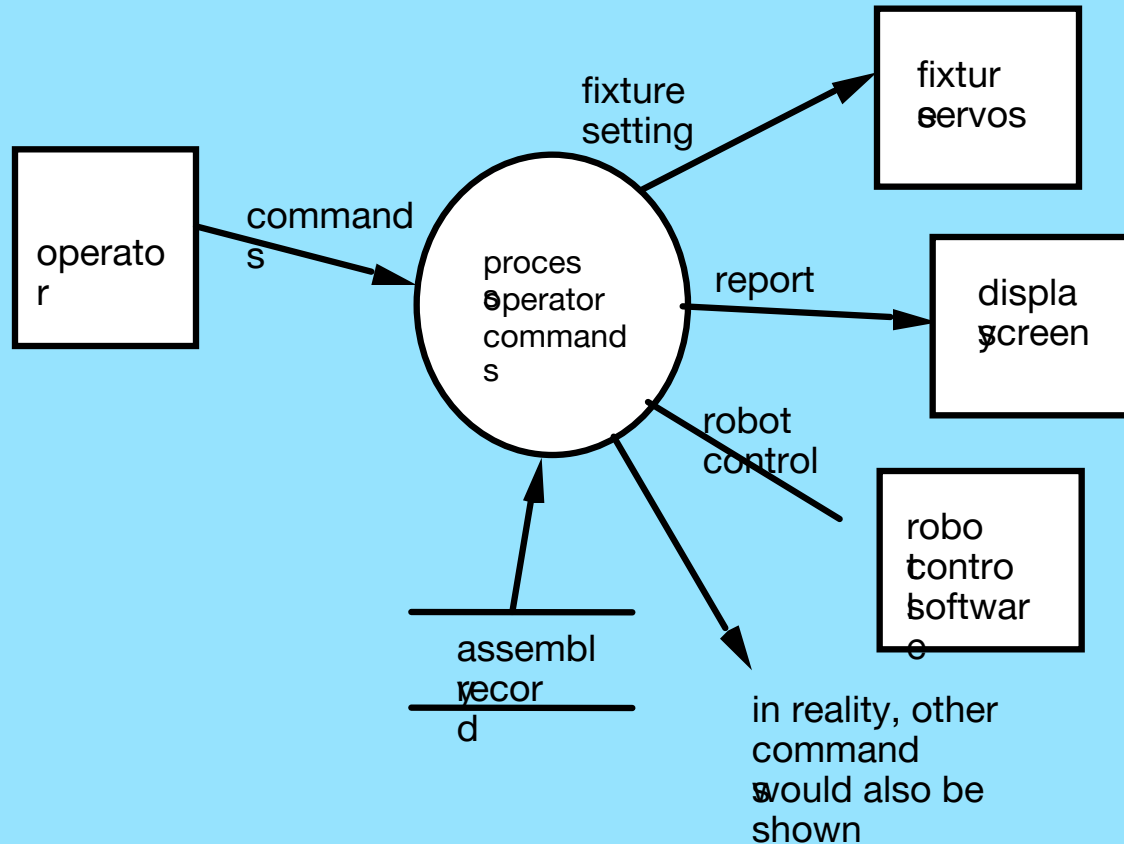 fixture
setting
fixtur
e
servos
operato
r
command
s
proces
s
operator
command
s
report
displa
y
screen
robot
control
robo
t
contro
l
softwar
e
assembl
y
recor
d
in reality, other
command
s
would also be
shown